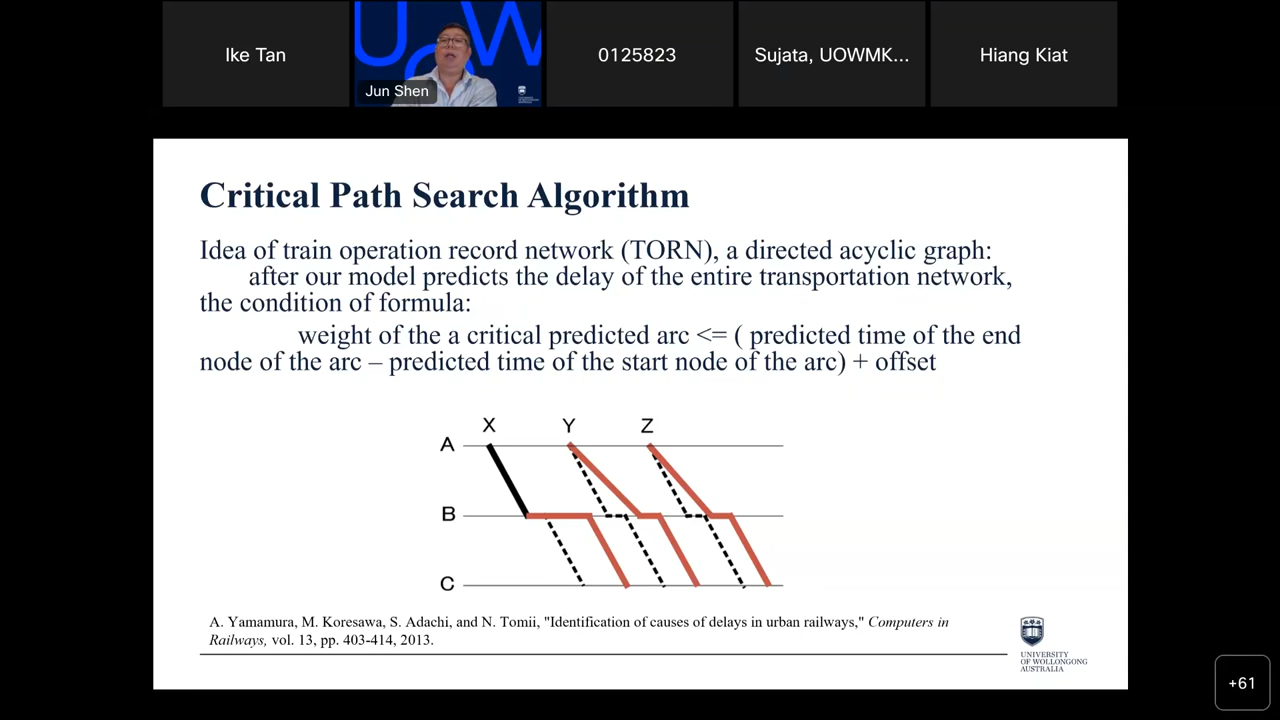 Ike Tan
UOW
Jun Shen
0125823
Sujata, UOWMK...
Hiang Kiat
Critical Path Search Algorithm
Idea of train operation record network (TORN), a directed acyclic graph:
after our model predicts the delay of the entire transportation network,
the condition of formula:
weight of the a critical predicted arc <= ( predicted time of the end
node of the arc – predicted time of the start node of the arc) + offset
X Y Z
A
B
C
A. Yamamura, M. Koresawa, S. Adachi, and N. Tomii, "Identification of causes of delays in urban railways," Computers in
Railways, vol. 13, pp. 403-414, 2013.
UNIVERSITY
OF WOLLONGONG
AUSTRALIA
+61